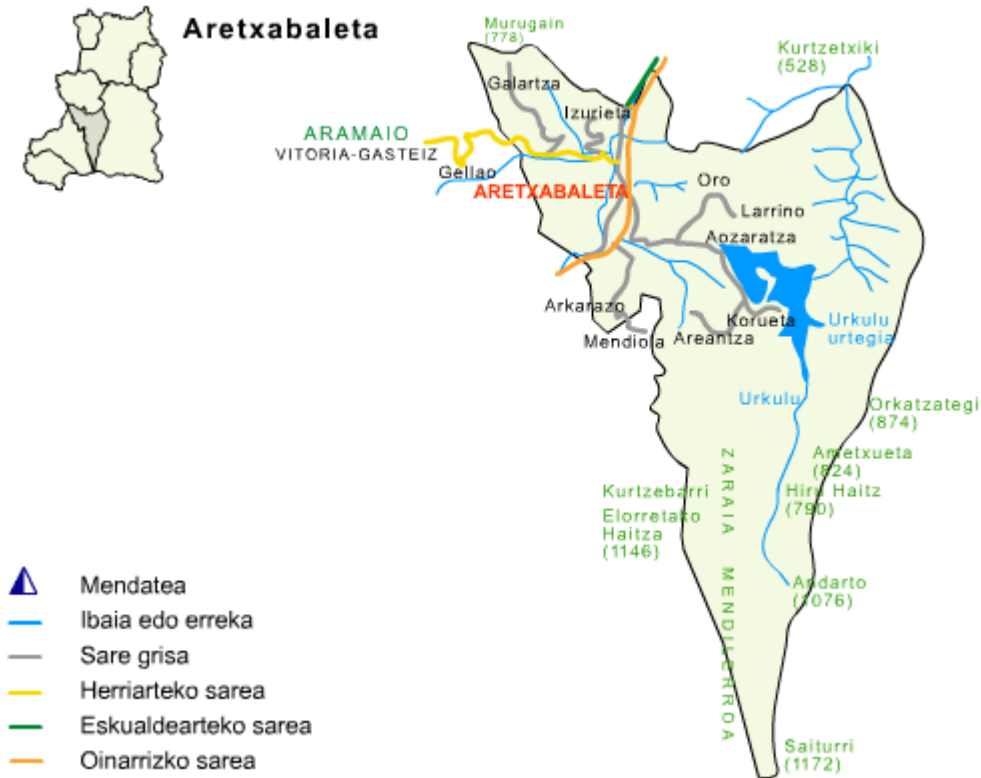 Aretxabaleta
Murugain
(778)
Kurtzetxiki
(528)
Galartza
Izurieta
ARAMAIO
VITORIA-GASTEIZ
Gellao
ARETXABALETA
Oro
Larrino
Aozaratza
Arkarazo
Mendiola
Areantza
Korueta
Urkulu
urtegia
Urkulu
Orkatzategi
(874)
Ametxueta
(824)
Kurtzebarri
Hiru Haitz
(790)
Elorretako
Haitza
(1146)
ZARAIA MENDILERROA
Andarto
(1076)
Saiturri
(1172)
Mendatea
Ibaia edo erreka
Sare grisa
Herriarteko sarea
Eskualdearteko sarea
Oinarrizko sarea